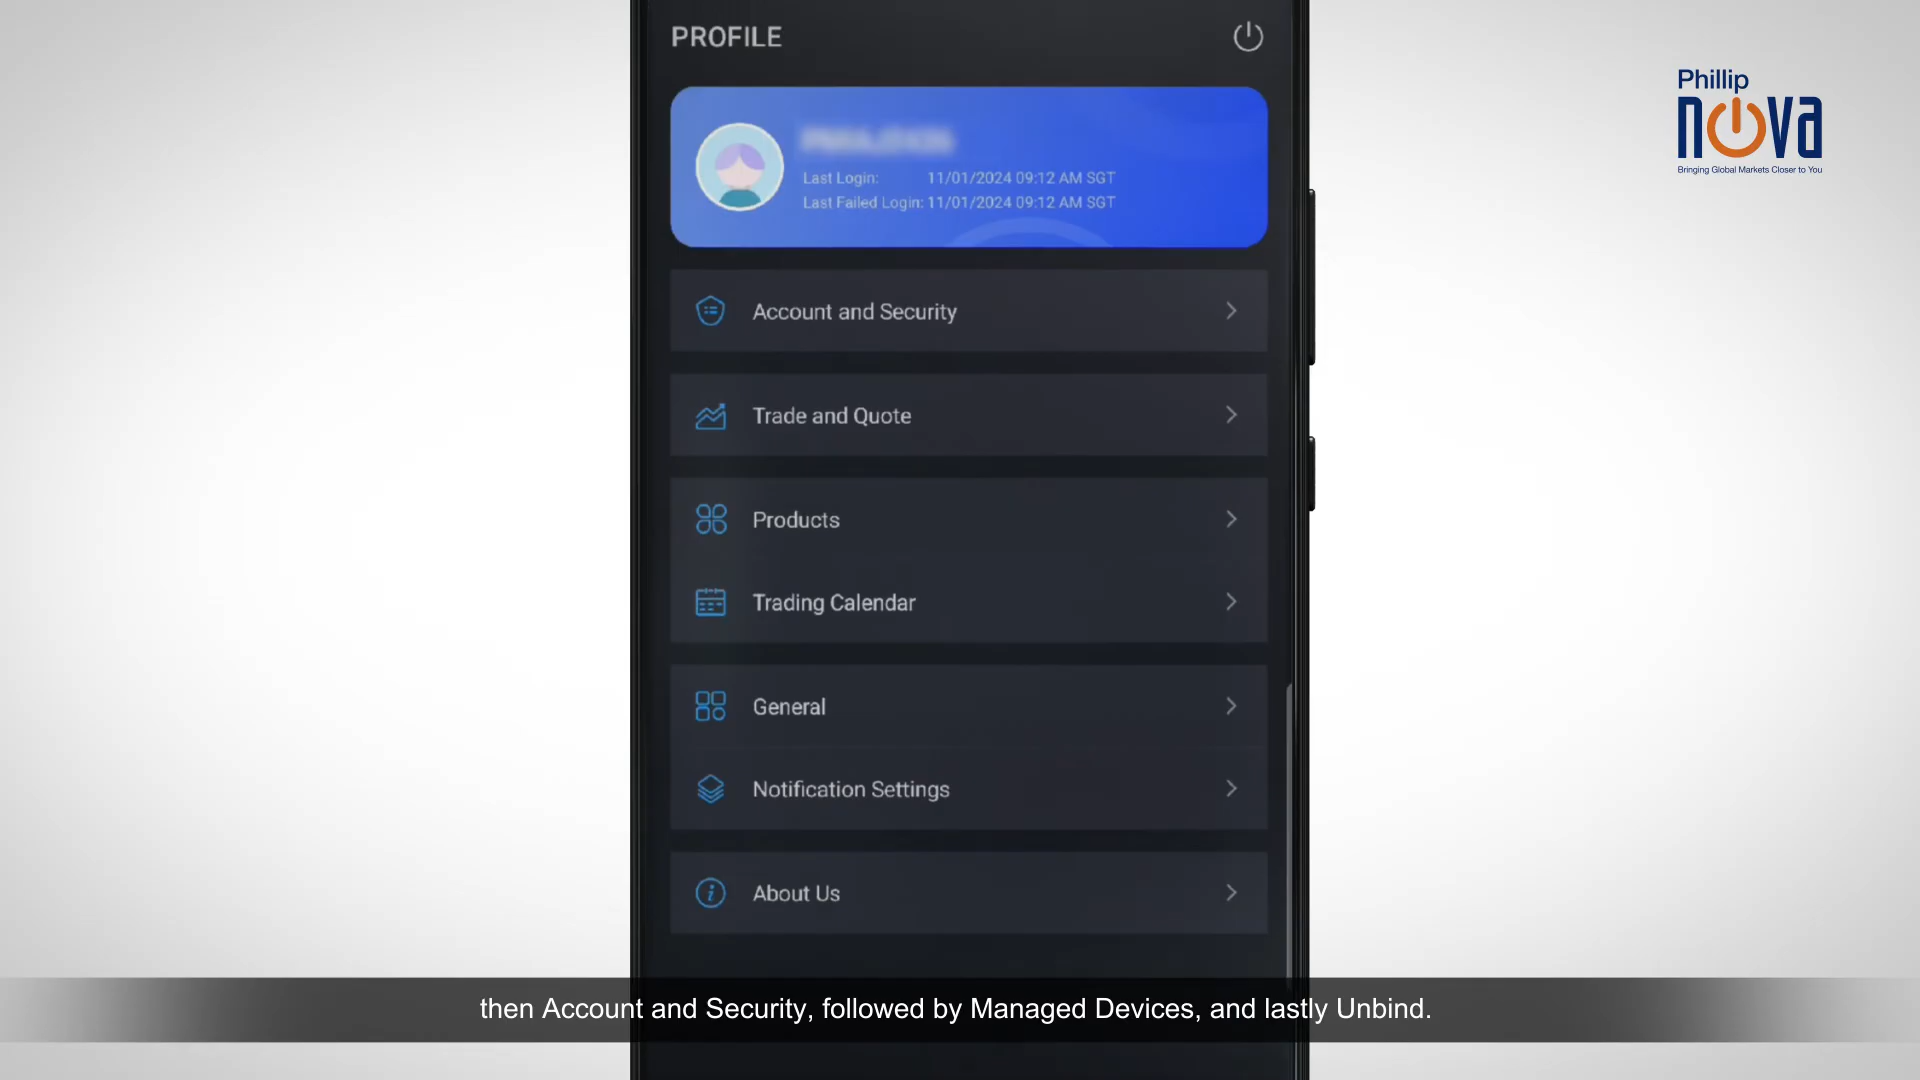 PROFILE
Phillip
nova
Bringing Global Markets Closer to You
Last Login: 11/01/2024 09:12 AM SGT
Last Failed Login: 11/01/2024 09:12 AM SGT
Account and Security
Trade and Quote
Products
Trading Calendar
General
Notification Settings
About Us
then Account and Security, followed by Managed Devices, and lastly Unbind.